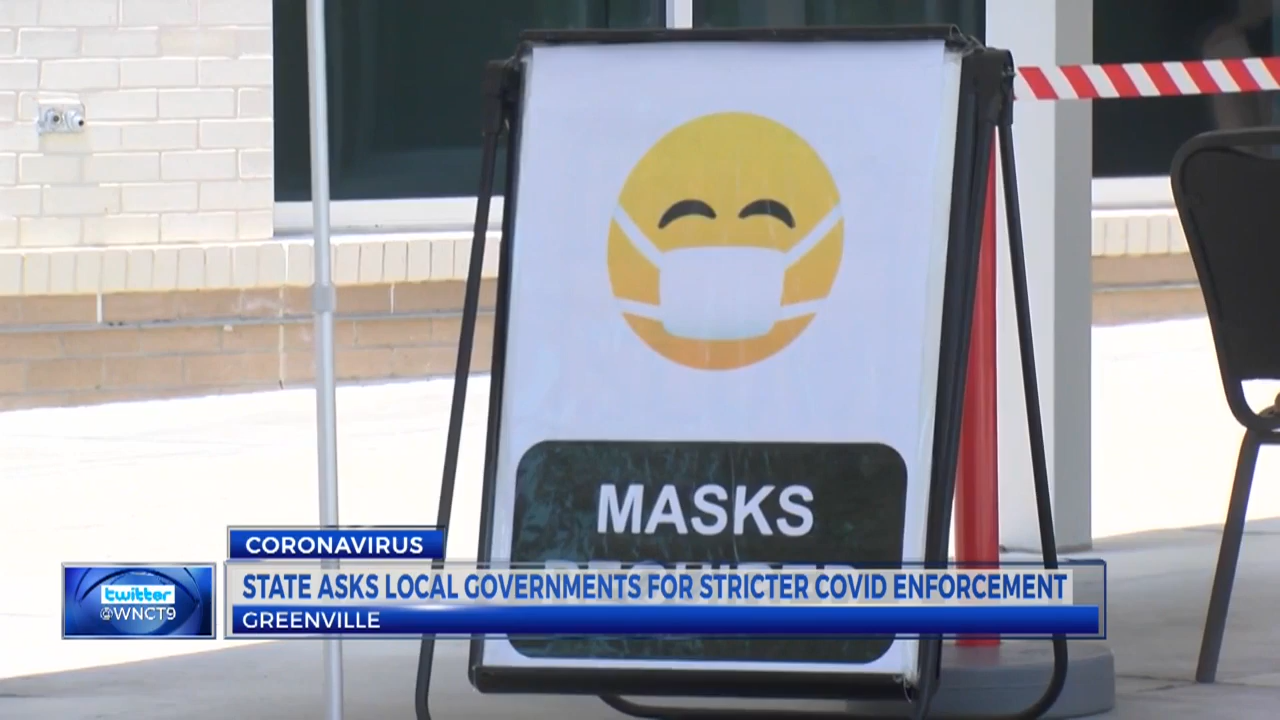 MASKS
CORONAVIRUS
STATE ASKS LOCAL GOVERNMENTS FOR STRICTER COVID ENFORCEMENT
twitter
@WNCT9
GREENVILLE